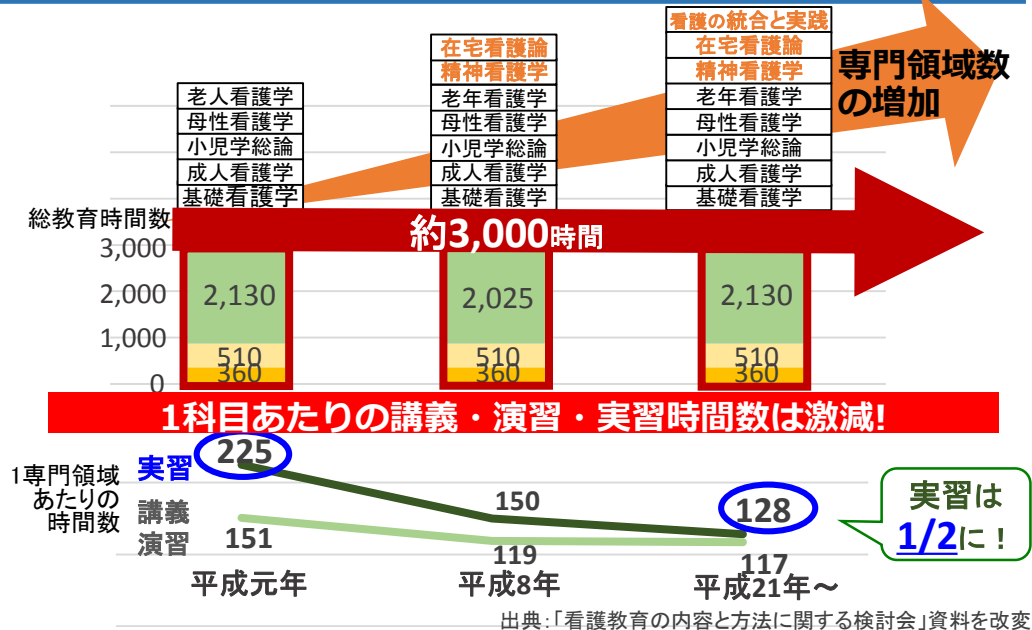 看護の統合と実践
在宅看護論
在宅看護論
精神看護学
精神看護学
専門領域数
の増加
老人看護学
老年看護学
老年看護学
母性看護学
母性看護学
母性看護学
小児学総論
小児学総論
小児学総論
成人看護学
成人看護学
成人看護学
基礎看護学
基礎看護学
基礎看護学
総教育時間数
約3,000時間
3,000
2,000
1,000
0
2,130
510
360
2,025
510
360
2,130
510
360
1科目あたりの講義・演習・実習時間数は激減!
1専門領域
あたりの
時間数
実習
講義
演習
225
150
128
151
119
117
平成元年
平成8年
平成21年～
実習は
1/2に！
出典：「看護教育の内容と方法に関する検討会」資料を改変